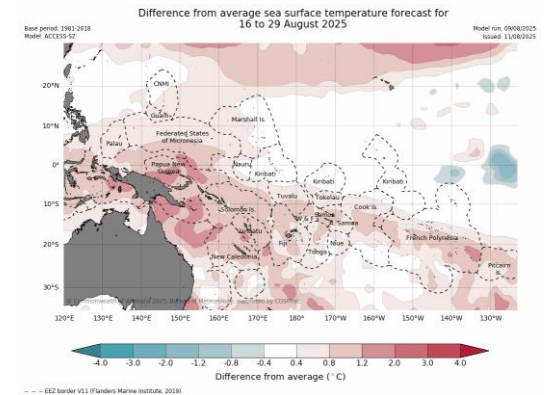 Difference from average sea surface temperature forecast for
16 to 29 August 2025
Base period: 1981-2018
Model: ACCESS-S2
Model run: 09/08/2025
Issued: 11/08/2025
20°N
10°N
0°
10°S
20°S
30°S
CNMI
Guam
Marshall Is.
Palau
Federated States
of Micronesia
Papua New
Guinea
Nauru
Kiribati
Kiribati
Kiribati
Solomon Is.
Tuvalu
Tokelau
Cook Is.
Samoa
Samoa
Vanuatu
Fiji
Tonga
Niue
French Polynesia
New Caledonia
Pitcairn
Is.
120°E 130°E 140°E 150°E 160°E 170°E 180° 170°W 160°W 150°W 140°W 130°W
-4.0 -3.0 -2.0 -1.2 -0.8 -0.4 0.4 0.8 1.2 2.0 3.0 4.0
Difference from average (°C)
EEZ border V11 (Flanders Marine Institute, 2019)